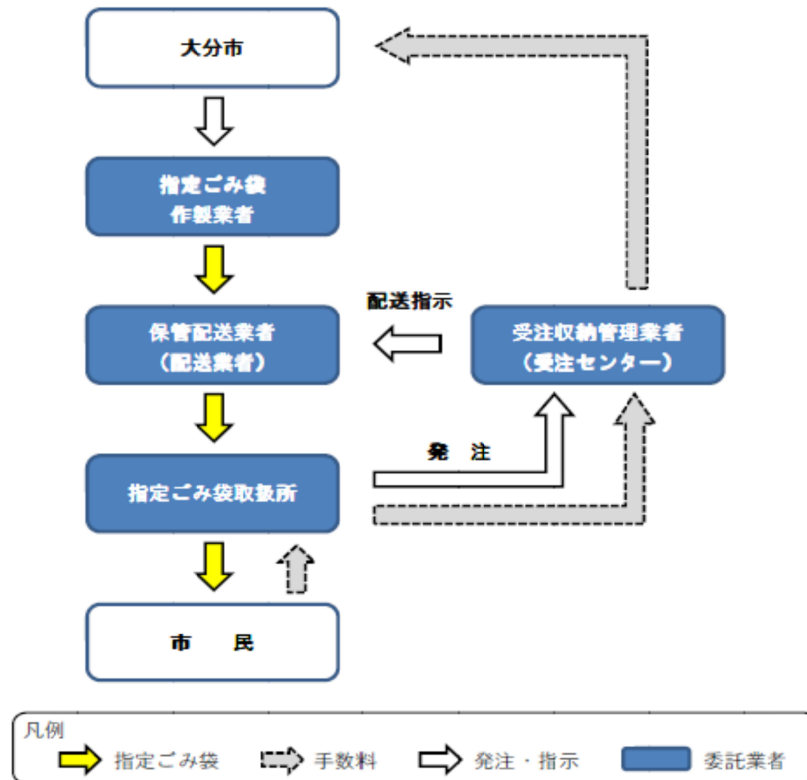 大分市
指定ごみ袋
作製業者
配送指示
保管配送業者
（配送業者）
受注収納管理業者
（受注センター）
発 注
指定ごみ袋取扱所
市 民
凡例
指定ごみ袋
手数料
発注・指示
委託業者